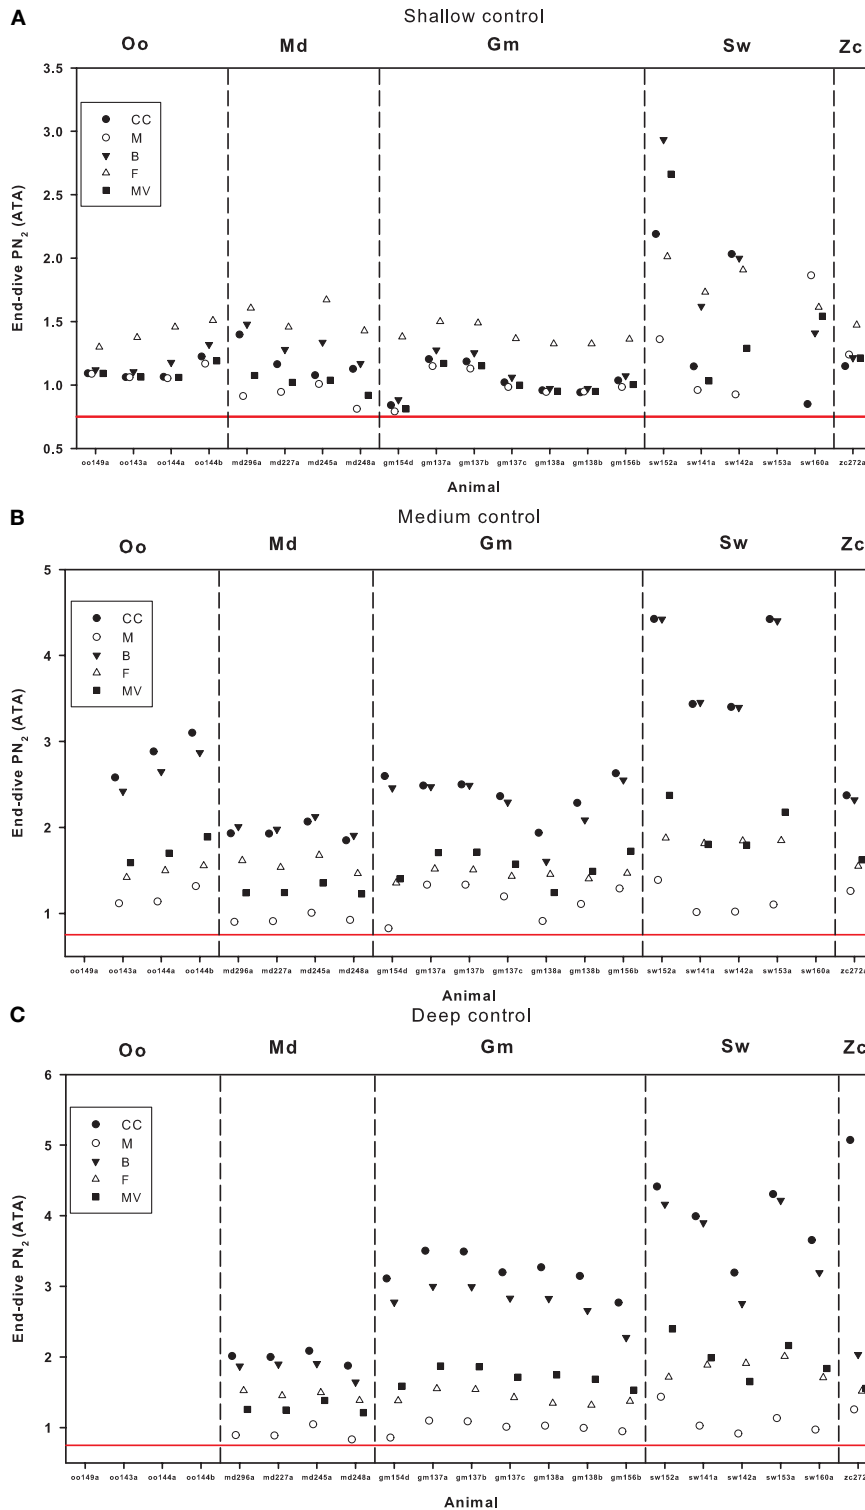 A
Shallow control
Oo Md Gm Sw Zc
3.5
3.0
2.5
2.0
1.5
1.0
0.5
End-dive PN2 (ATA)
CC
M
B
F
MV
oo149a oo143a oo144a oo144b md296a md227a md245a md248a gm154d gm137a gm137b gm137c gm138a gm138b gm156b sw152a sw141a sw142a sw153a sw160a zc272a
Animal
B
Medium control
Oo Md Gm Sw Zc
5
4
3
2
1
End-dive PN2 (ATA)
CC
M
B
F
MV
oo149a oo143a oo144a oo144b md296a md227a md245a md248a gm154d gm137a gm137b gm137c gm138a gm138b gm156b sw152a sw141a sw142a sw153a sw160a zc272a
Animal
C
Deep control
Oo Md Gm Sw Zc
6
5
4
3
2
1
End-dive PN2 (ATA)
CC
M
B
F
MV
oo149a oo143a oo144a oo144b md296a md227a md245a md248a gm154d gm137a gm137b gm137c gm138a gm138b gm156b sw152a sw141a sw142a sw153a sw160a zc272
Animal